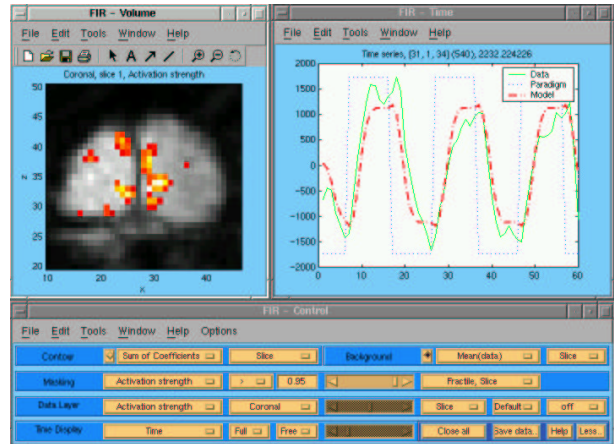 FIR - Volume
File Edit Tools Window Help
A
Coronal, slice 1, Activation strength
50
45
40
35
30
25
20
z
10 20 30 40
x
FIR - Time
File Edit Tools Window Help
Time series, (31, 1, 34) (540), 2232.224226
2000
1500
1000
500
0
-500
-1000
-1500
-2000
0 10 20 30 40 50 60
Data
Paradigm
Model
FIR - Control
File Edit Tools Window Help Options
Contour Sum of Coefficients Slice Background Mean(data) Slice
Masking Activation strength > 0.95 Fractile, Slice
Data Layer Activation strength Coronal Slice Default off
Time Display Time Full Free Close all Save data.. Help Less..